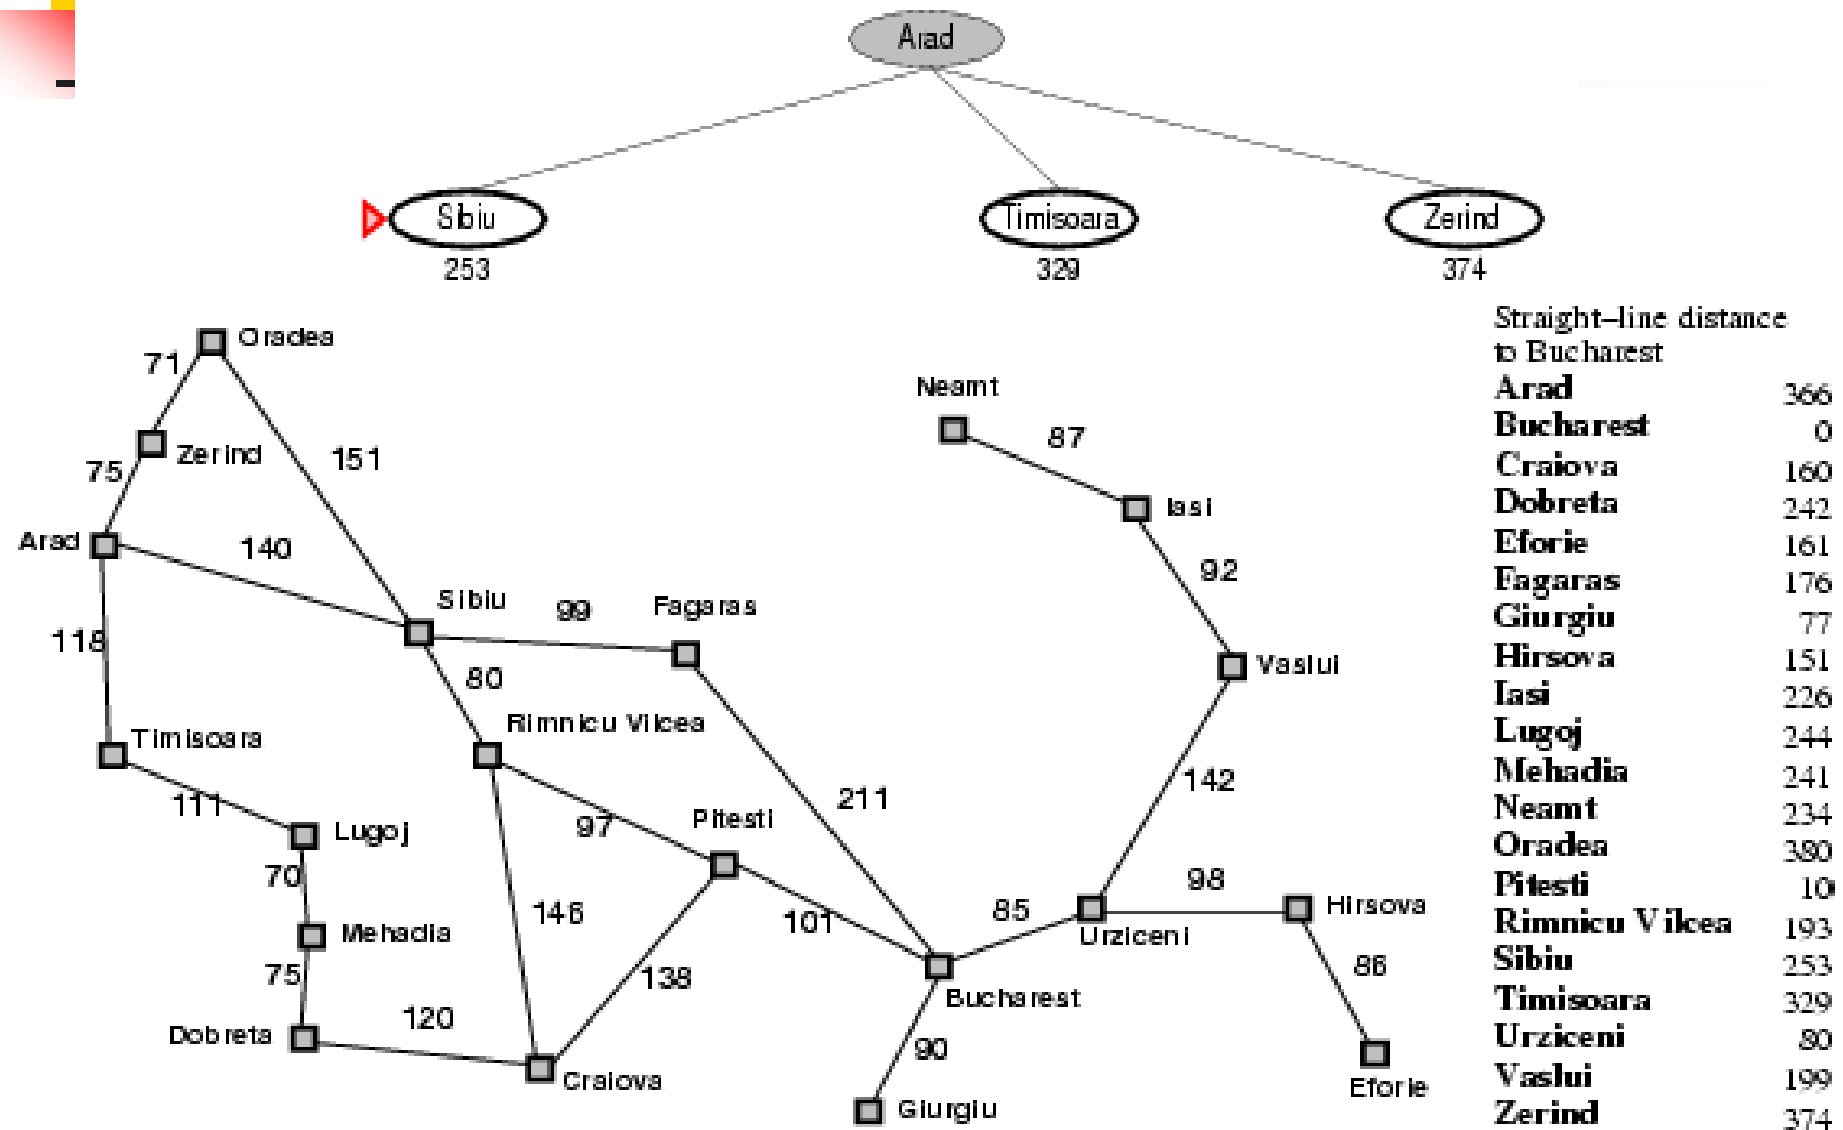 Arad
Sibiu
Timisoara
Zerind
253
329
374
Straight-line distance
to Bucharest
Arad 366
Bucharest 0
Craiova 160
Dobreta 242
Eforie 161
Fagaras 176
Giurgiu 77
Hirsova 151
Iasi 226
Lugoj 244
Mehadia 241
Neamt 234
Oradea 380
Pitesti 10
Rimnicu Vilcea 193
Sibiu 253
Timisoara 329
Urziceni 80
Vaslui 199
Zerind 374
Oradea
71
Neamt
87
Zerind
151
75
Iasi
Arad
140
92
Sibiu
99
Fagaras
118
80
Vaslui
Rimnicu Vilcea
Timisoara
142
111
211
97
Pitesti
Lugoj
70
98
146
101
85
Hirsova
Mehadia
Urziceni
75
138
86
Bucharest
120
Dobreta
90
Craiova
Eforie
Giurgiu